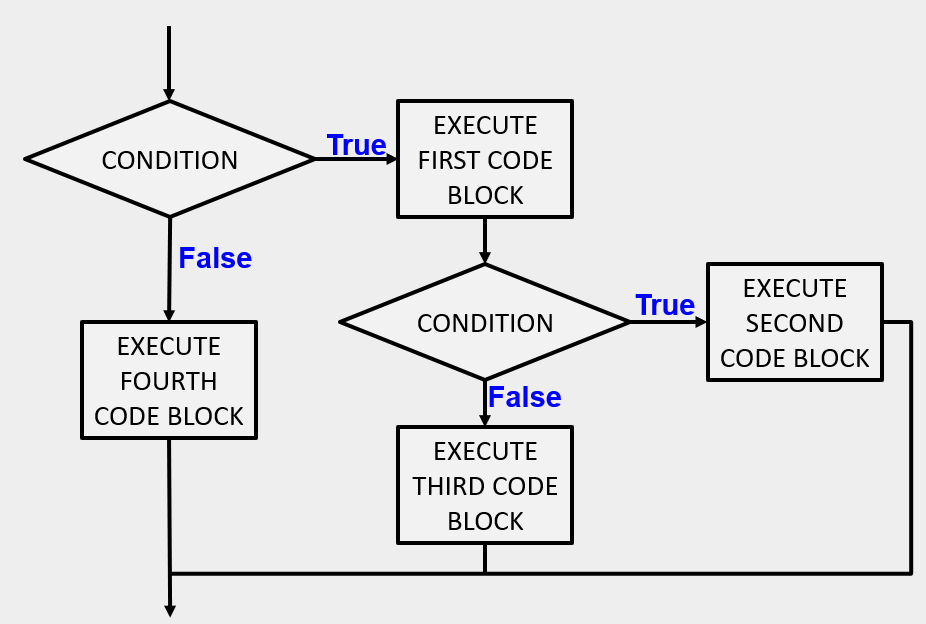 CONDITION
True
EXECUTE
FIRST CODE
BLOCK
False
CONDITION
True
EXECUTE
SECOND
CODE BLOCK
EXECUTE
FOURTH
CODE BLOCK
False
EXECUTE
THIRD CODE
BLOCK